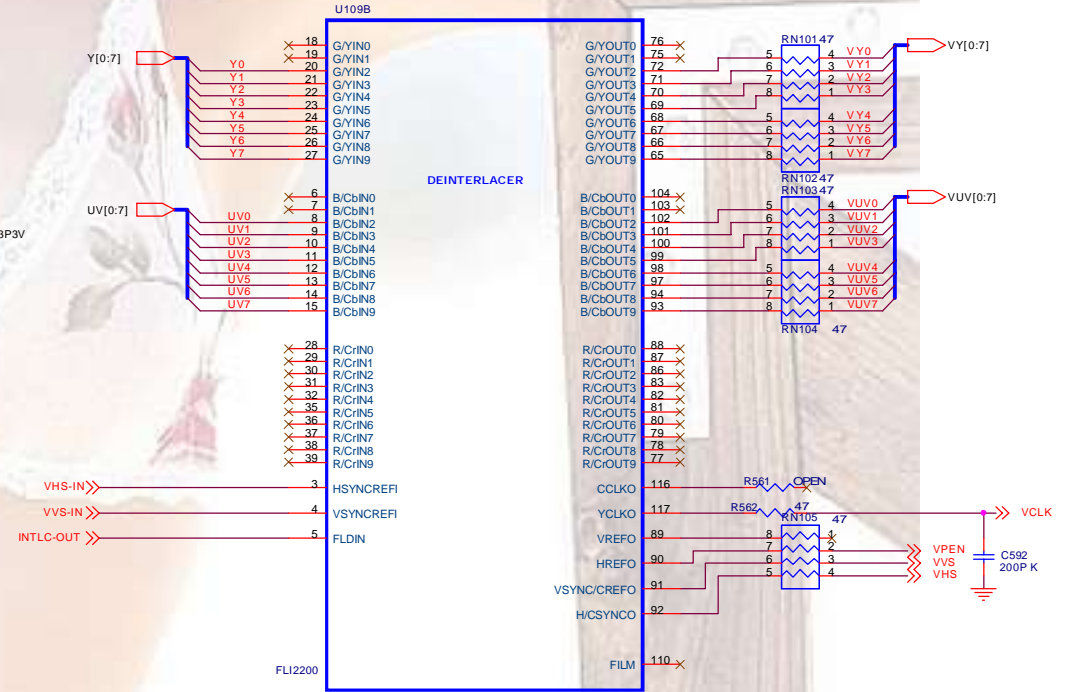 U109B
Y[0:7]
18 G/YIN0
19 G/YIN1
Y0 20 G/YIN2
Y1 21 G/YIN3
Y2 22 G/YIN4
Y3 23 G/YIN5
Y4 24 G/YIN6
Y5 25 G/YIN7
Y6 26 G/YIN8
Y7 27 G/YIN9
UV[0:7]
3P3V
6 B/CbIN0
7 B/CbIN1
UV0 8 B/CbIN2
UV1 9 B/CbIN3
UV2 10 B/CbIN4
UV3 11 B/CbIN5
UV4 12 B/CbIN6
UV5 13 B/CbIN7
UV6 14 B/CbIN8
UV7 15 B/CbIN9
28 R/CrIN0
29 R/CrIN1
30 R/CrIN2
31 R/CrIN3
32 R/CrIN4
35 R/CrIN5
36 R/CrIN6
37 R/CrIN7
38 R/CrIN8
39 R/CrIN9
VHS-IN 3 HSYNCREFI
VVS-IN 4 VSYNCREFI
INTLC-OUT 5 FLDIN
FLI2200
DEINTERLACER
RN101 47
G/YOUT0 76
G/YOUT1 75
G/YOUT2 72 5 4 VY0
G/YOUT3 71 6 3 VY1
G/YOUT4 70 7 2 VY2
G/YOUT5 69 8 1 VY3
G/YOUT6 68 5 4 VY4
G/YOUT7 67 6 3 VY5
G/YOUT8 66 7 2 VY6
G/YOUT9 65 8 1 VY7
VY[0:7]
RN102 47
RN103 47
B/CbOUT0 104
B/CbOUT1 103
B/CbOUT2 102 5 4 VUV0
B/CbOUT3 101 6 3 VUV1
B/CbOUT4 100 7 2 VUV2
B/CbOUT5 99 8 1 VUV3
B/CbOUT6 98 5 4 VUV4
B/CbOUT7 97 6 3 VUV5
B/CbOUT8 94 7 2 VUV6
B/CbOUT9 93 8 1 VUV7
VUV[0:7]
RN104 47
R/CrOUT0 88
R/CrOUT1 87
R/CrOUT2 86
R/CrOUT3 83
R/CrOUT4 82
R/CrOUT5 81
R/CrOUT6 80
R/CrOUT7 79
R/CrOUT8 78
R/CrOUT9 77
CCLKO 116 R561 OPEN
YCLKO 117 R562 47 VCLK
RN105 47
VREFO 89 8 1
HREFO 90 7 2 VPEN
VSYNC/CREFO 91 6 3 VVS
H/CSYNCO 92 5 4 VHS
C592
200P K
FILM 110